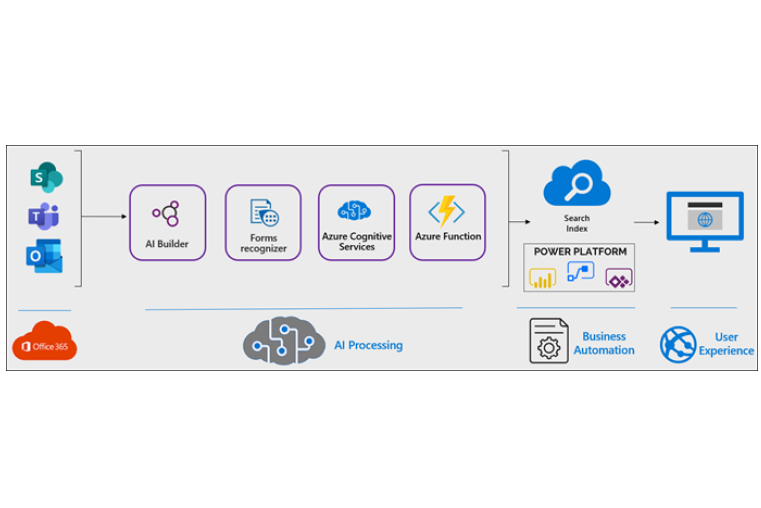 S
T
O
AI Builder
Forms
recognizer
Azure Cognitive
Services
Azure Function
Search
Index
POWER PLATFORM
Office 365
AI Processing
Business
Automation
User
Experience